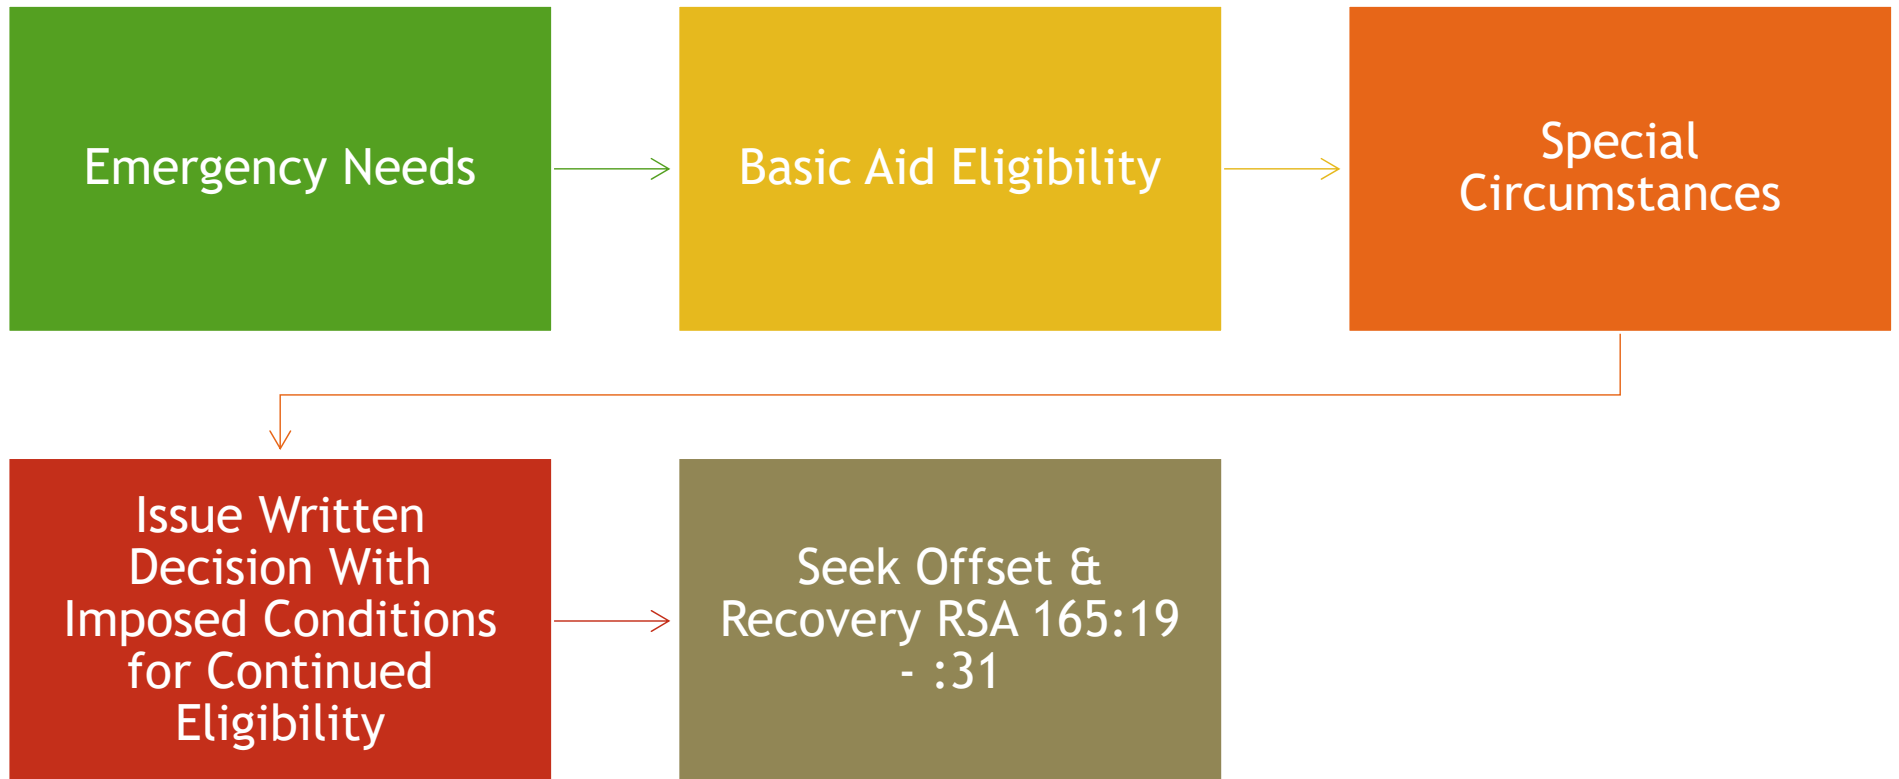 Emergency Needs
Basic Aid Eligibility
Special
Circumstances
Issue Written
Decision With
Imposed Conditions
for Continued
Eligibility
Seek Offset &
Recovery RSA 165:19
- :31